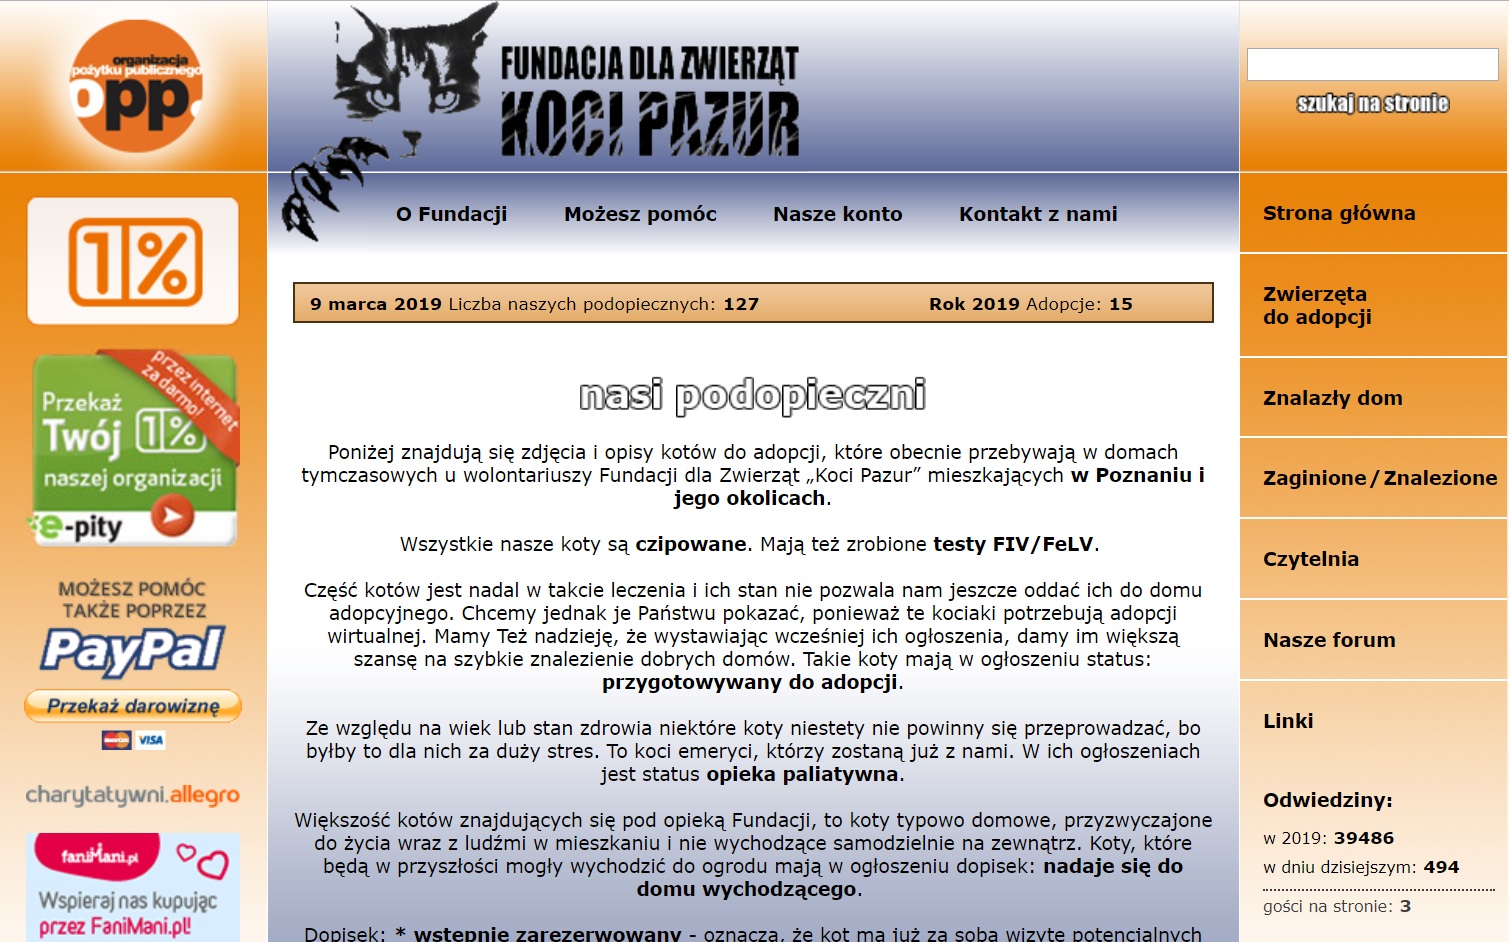 organizacja
pożytku publicznego
opp.
FUNDACJA DLA ZWIERZĄT
KOCI PAZUR
szukaj na stronie
O Fundacji Możesz pomóc Nasze konto Kontakt z nami
1%
przez internet
za darmo!
Przekaż
Twój 1%
naszej organizacji
e-pity
MOŻESZ POMÓC
TAKŻE POPRZEZ
PayPal
Przekaż darowiznę
MasterCard VISA
charytatywni.allegro
faniMani.pl
Wspieraj nas kupując
przez FaniMani.pl!
9 marca 2019 Liczba naszych podopiecznych: 127 Rok 2019 Adopcje: 15
nasi podopieczni
Poniżej znajdują się zdjęcia i opisy kotów do adopcji, które obecnie przebywają w domach
tymczasowych u wolontariuszy Fundacji dla Zwierząt „Koci Pazur” mieszkających w Poznaniu i
jego okolicach.
Wszystkie nasze koty są czipowane. Mają też zrobione testy FIV/FeLV.
Część kotów jest nadal w takcie leczenia i ich stan nie pozwala nam jeszcze oddać ich do domu
adopcyjnego. Chcemy jednak je Państwu pokazać, ponieważ te kociaki potrzebują adopcji
wirtualnej. Mamy Też nadzieję, że wystawiając wcześniej ich ogłoszenia, damy im większą
szansę na szybkie znalezienie dobrych domów. Takie koty mają w ogłoszeniu status:
przygotowywany do adopcji.
Ze względu na wiek lub stan zdrowia niektóre koty niestety nie powinny się przeprowadzać, bo
byłby to dla nich za duży stres. To koci emeryci, którzy zostaną już z nami. W ich ogłoszeniach
jest status opieka paliatywna.
Większość kotów znajdujących się pod opieką Fundacji, to koty typowo domowe, przyzwyczajone
do życia wraz z ludźmi w mieszkaniu i nie wychodzące samodzielnie na zewnątrz. Koty, które
będą w przyszłości mogły wychodzić do ogrodu mają w ogłoszeniu dopisek: nadaje się do
domu wychodzącego.
Dopisek: * wstępnie zarezerwowany - oznacza, że kot ma już za sobą wizytę potencjalnych
Strona główna
Zwierzęta
do adopcji
Znalazły dom
Zaginione / Znalezione
Czytelnia
Nasze forum
Linki
Odwiedziny:
w 2019: 39486
w dniu dzisiejszym: 494
gości na stronie: 3